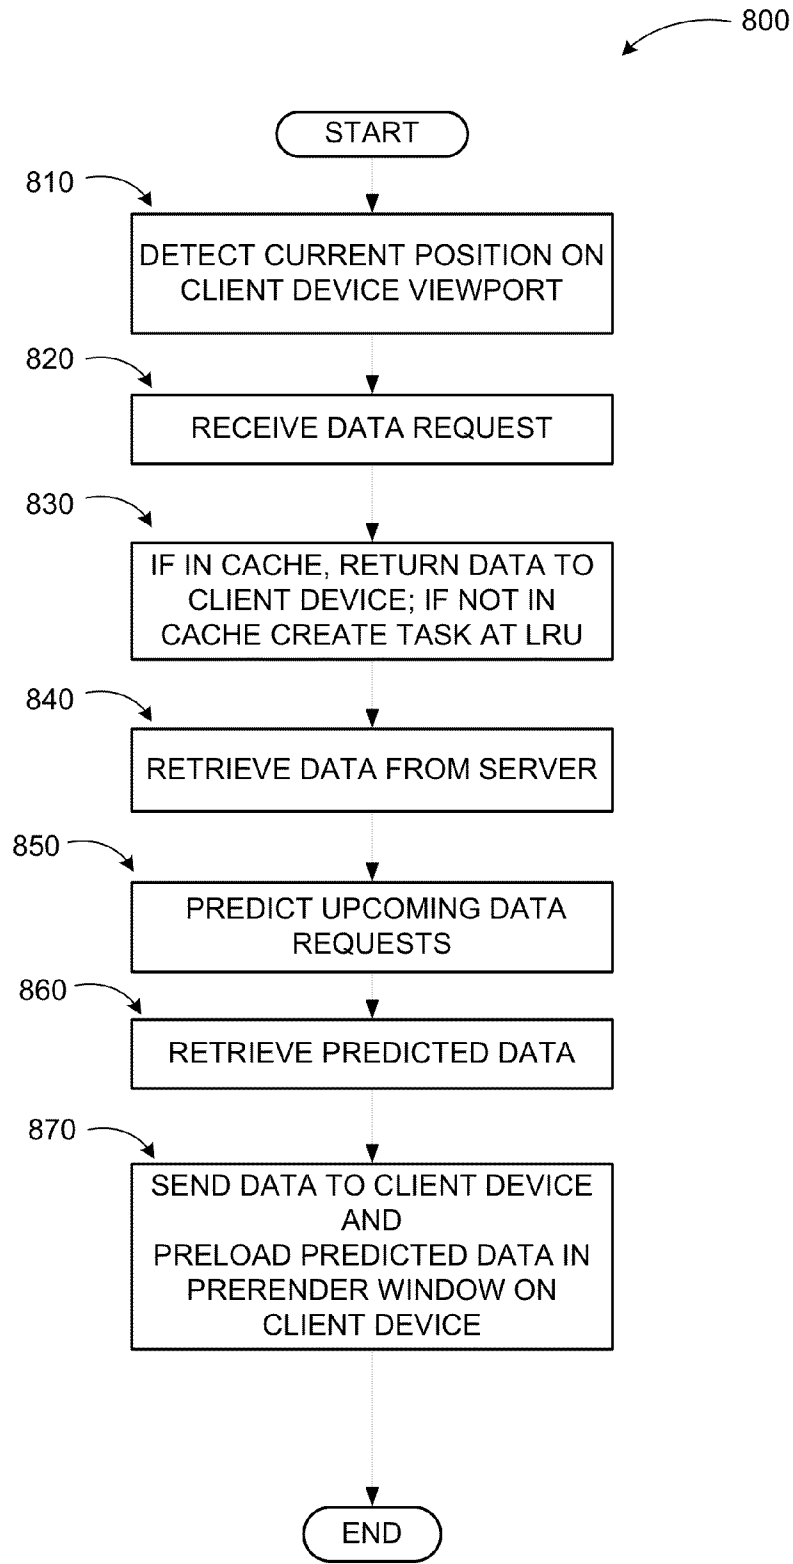 800
START
810
DETECT CURRENT POSITION ON
CLIENT DEVICE VIEWPORT
820
RECEIVE DATA REQUEST
830
IF IN CACHE, RETURN DATA TO
CLIENT DEVICE; IF NOT IN
CACHE CREATE TASK AT LRU
840
RETRIEVE DATA FROM SERVER
850
PREDICT UPCOMING DATA
REQUESTS
860
RETRIEVE PREDICTED DATA
870
SEND DATA TO CLIENT DEVICE
AND
PRELOAD PREDICTED DATA IN
PRERENDER WINDOW ON
CLIENT DEVICE
END